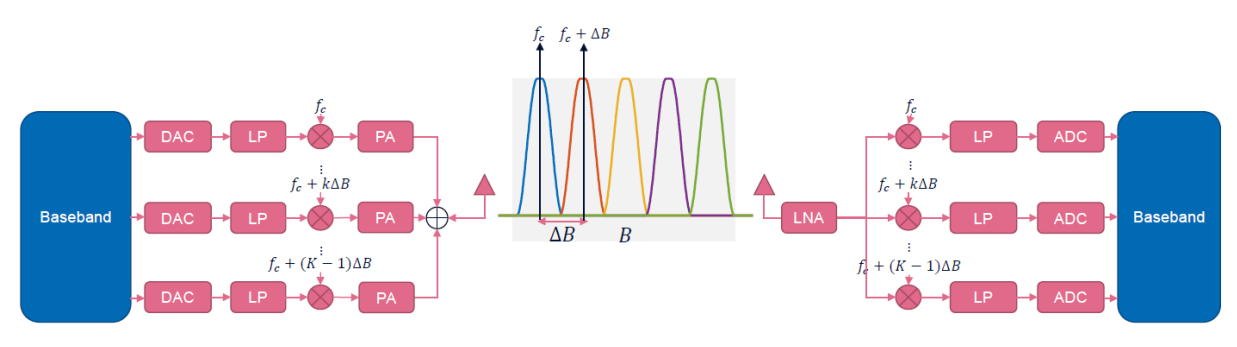 f_c f_c + ΔB
f_c f_c
DAC LP PA LP ADC
⋮ ⋮
f_c + kΔB f_c + kΔB
Baseband DAC LP PA LNA LP ADC Baseband
ΔB B
⋮ ⋮
f_c + (K − 1)ΔB f_c + (K − 1)ΔB
DAC LP PA LP ADC